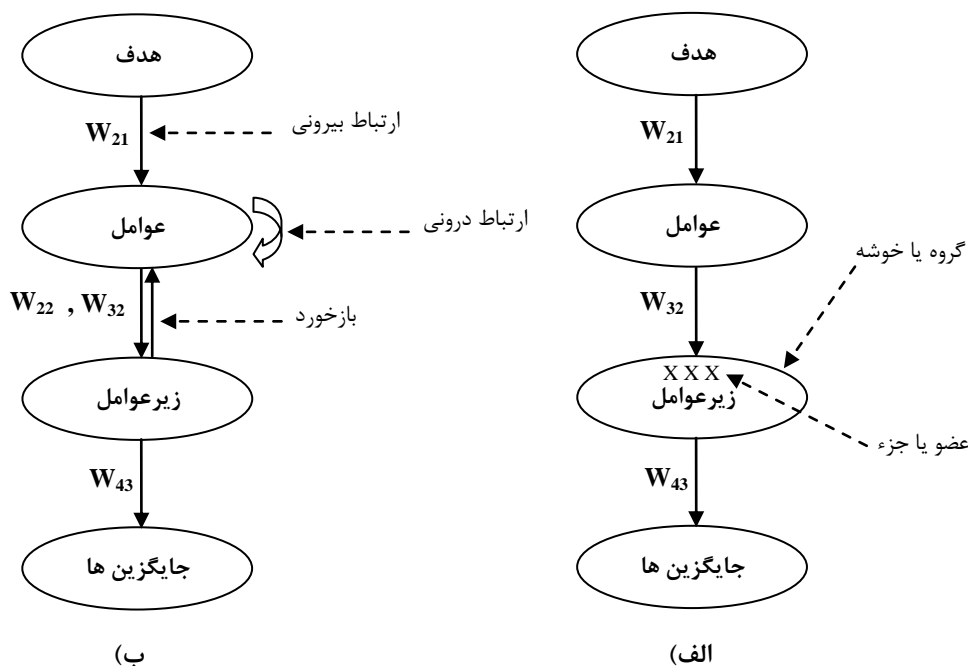 هدف
W21
عوامل
W32
گروه یا خوشه
X X X
زیرعوامل
عضو یا جزء
W43
جایگزین ها
الف)
هدف
W21
ارتباط بیرونی
عوامل
ارتباط درونی
W22 , W32
بازخورد
زیرعوامل
W43
جایگزین ها
ب)